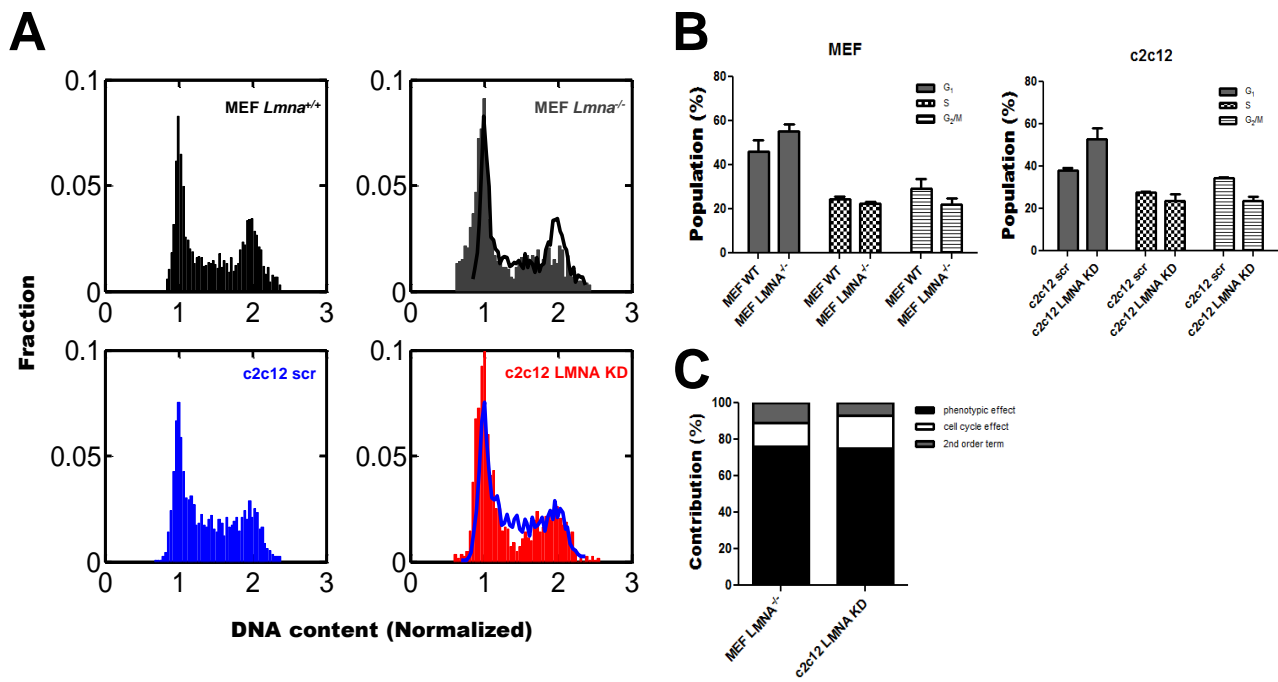 A
0.1
0.05
0
MEF Lmna+/+
0 1 2 3
0.1
0.05
0
MEF Lmna-/-
0 1 2 3
Fraction
0.1
0.05
0
c2c12 scr
0 1 2 3
0.1
0.05
0
c2c12 LMNA KD
0 1 2 3
DNA content (Normalized)
B
MEF
Population (%)
80
60
40
20
0
G1
S
G2/M
MEF WT
MEF LMNA-/-
MEF WT
MEF LMNA-/-
MEF WT
MEF LMNA-/-
c2c12
Population (%)
80
60
40
20
0
G1
S
G2/M
c2c12 scr
c2c12 LMNA KD
c2c12 scr
c2c12 LMNA KD
c2c12 scr
c2c12 LMNA KD
C
Contribution (%)
100
80
60
40
20
0
phenotypic effect
cell cycle effect
2nd order term
MEF LMNA-/-
c2c12 LMNA KD